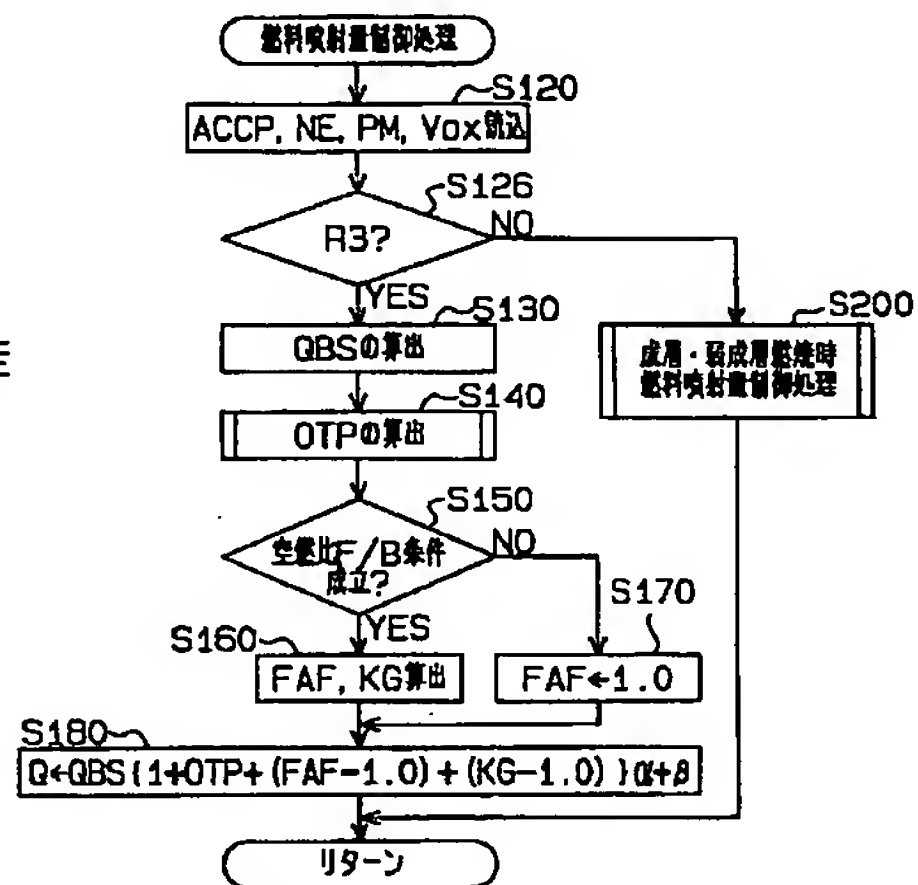 燃料噴射量制御処理
S120
ACCP, NE, PM, Vox読込
S126
R3?
NO
YES
S130
QBSの算出
S200
成層・弱成層燃焼時
燃料噴射量制御処理
S140
OTPの算出
S150
空燃比F/B条件
成立?
NO
YES
S160
FAF, KG算出
S170
FAF←1.0
S180
Q←QBS{1+OTP+(FAF-1.0)+(KG-1.0)}α+β
リターン